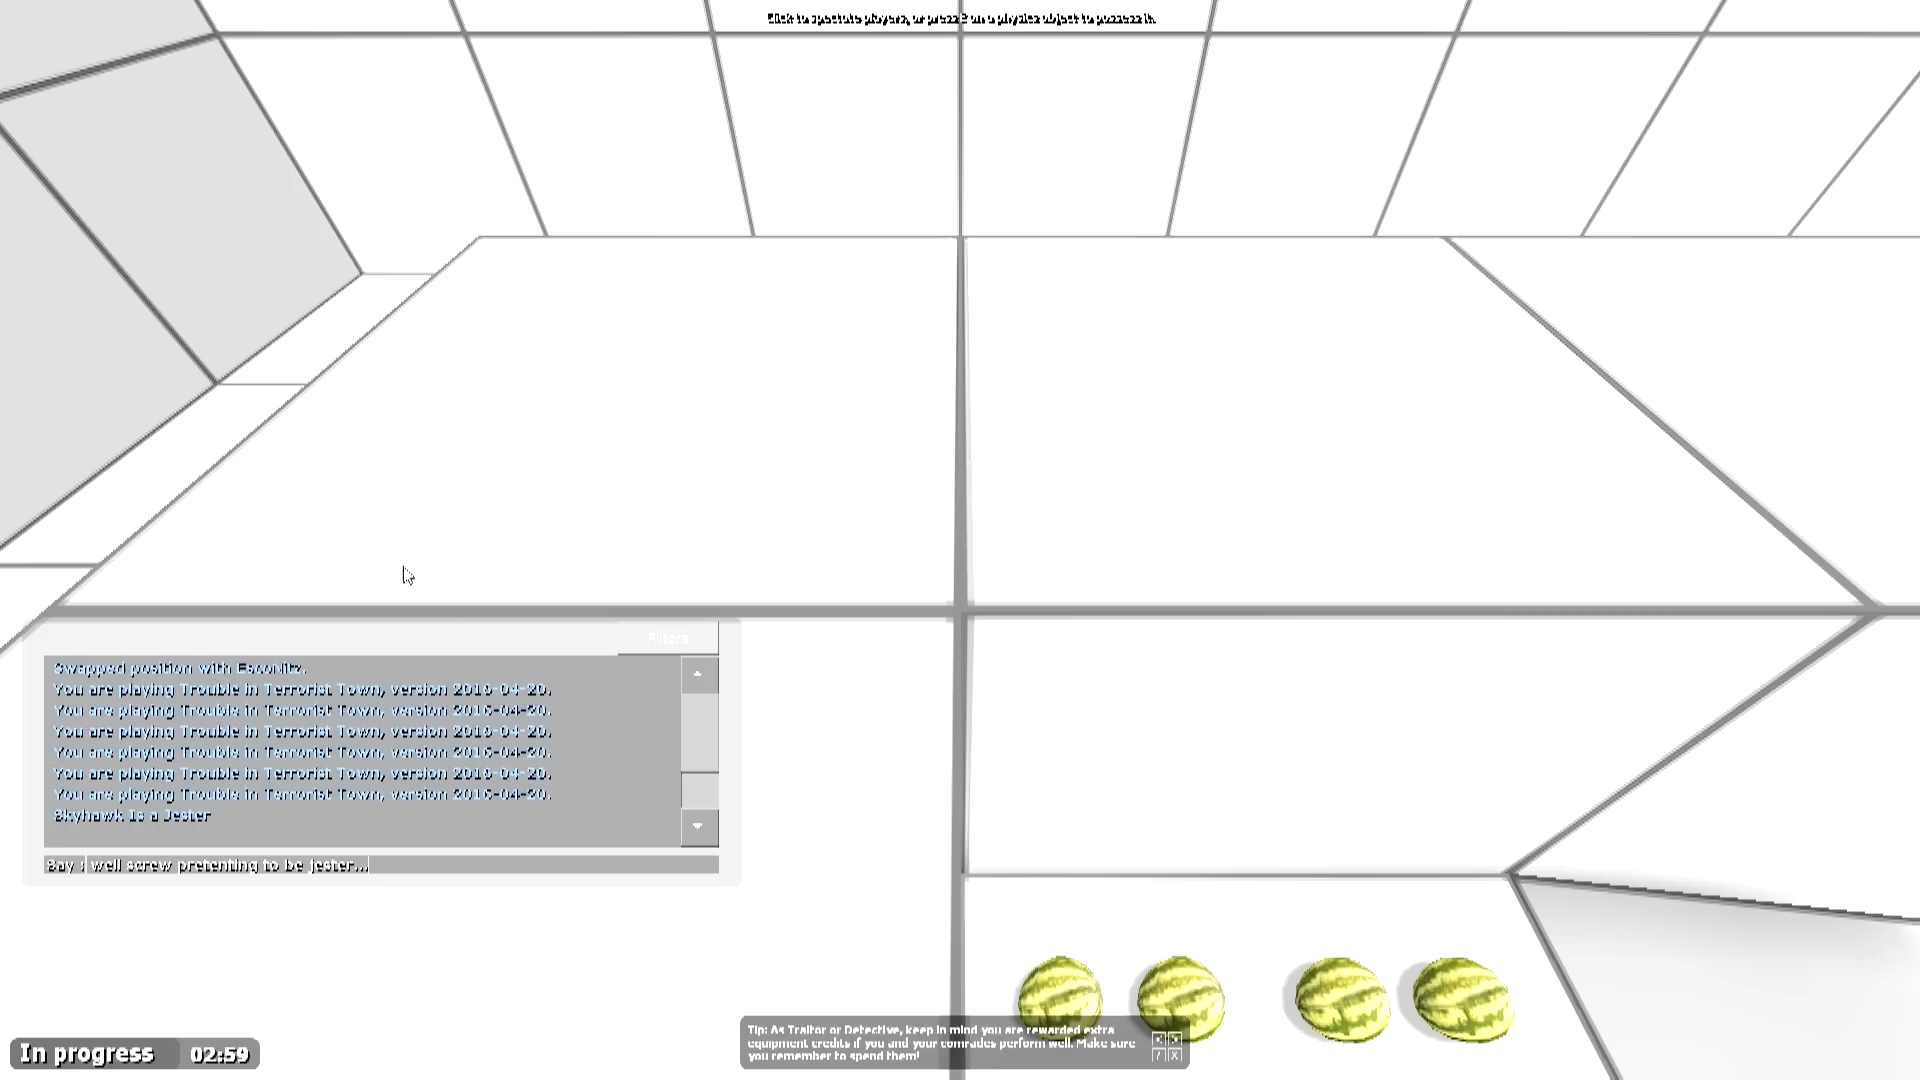 Click to spectate players, or press E on a physics object to possess it.
Filters
Swapped position with EscoNitz.
You are playing Trouble in Terrorist Town, version 2016-04-20.
You are playing Trouble in Terrorist Town, version 2016-04-20.
You are playing Trouble in Terrorist Town, version 2016-04-20.
You are playing Trouble in Terrorist Town, version 2016-04-20.
You are playing Trouble in Terrorist Town, version 2016-04-20.
You are playing Trouble in Terrorist Town, version 2016-04-20.
Skyhawk Is a Jester
Say : well screw pretenting to be jester...
In progress 02:59
Tip: As Traitor or Detective, keep in mind you are rewarded extra
equipment credits if you and your comrades perform well. Make sure
you remember to spend them!